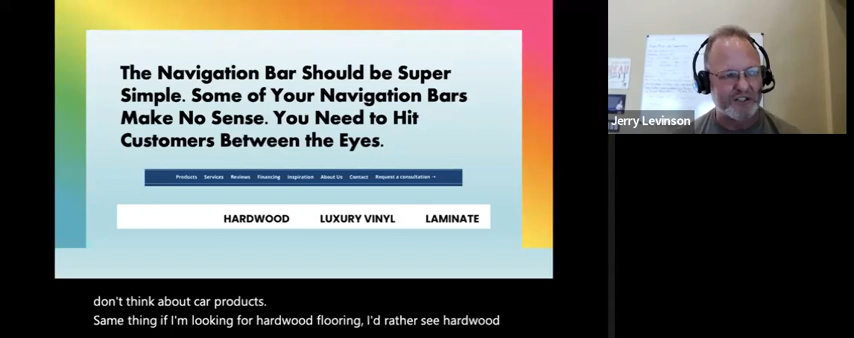 The Navigation Bar Should be Super
Simple. Some of Your Navigation Bars
Make No Sense. You Need to Hit
Customers Between the Eyes.
Products Services Reviews Financing Inspiration About Us Contact Request a consultation →
HARDWOOD LUXURY VINYL LAMINATE
Jerry Levinson
don't think about car products.
Same thing if I'm looking for hardwood flooring, I'd rather see hardwood